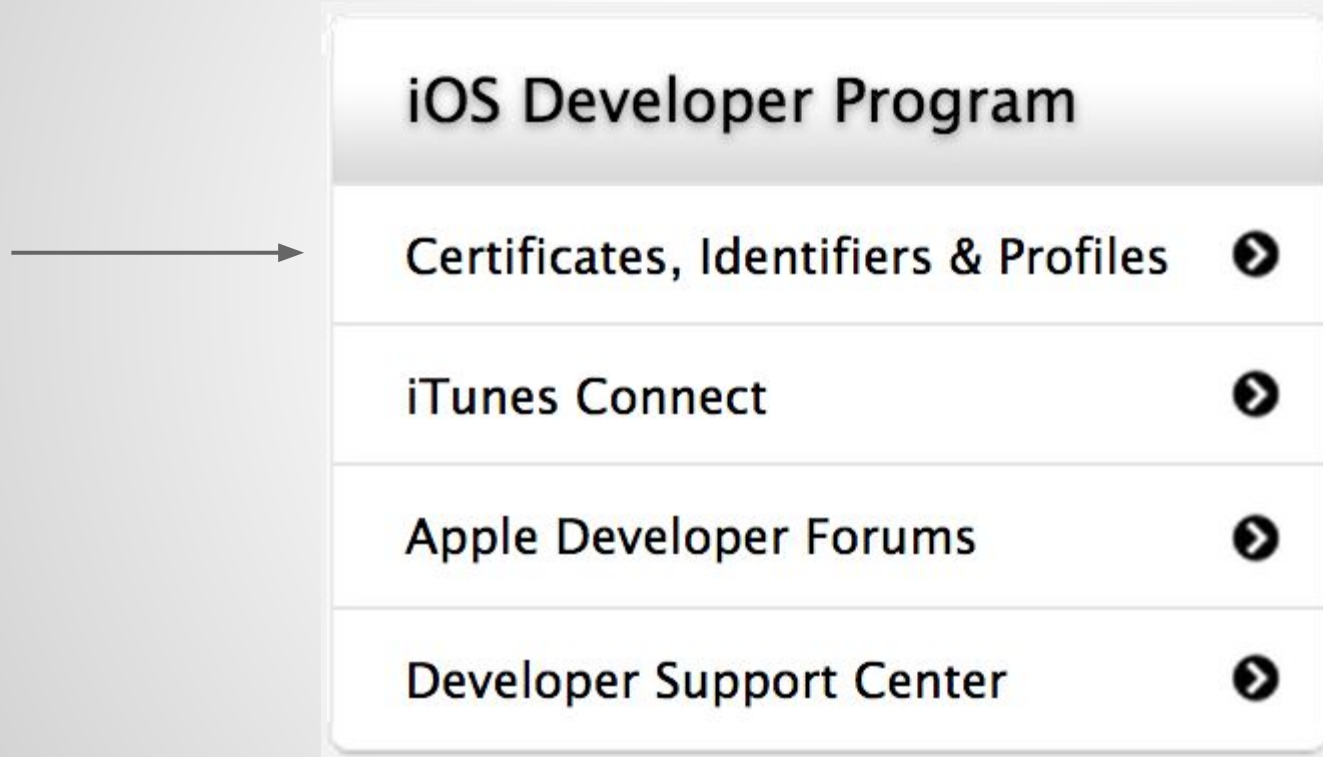 iOS Developer Program
Certificates, Identifiers & Profiles
iTunes Connect
Apple Developer Forums
Developer Support Center